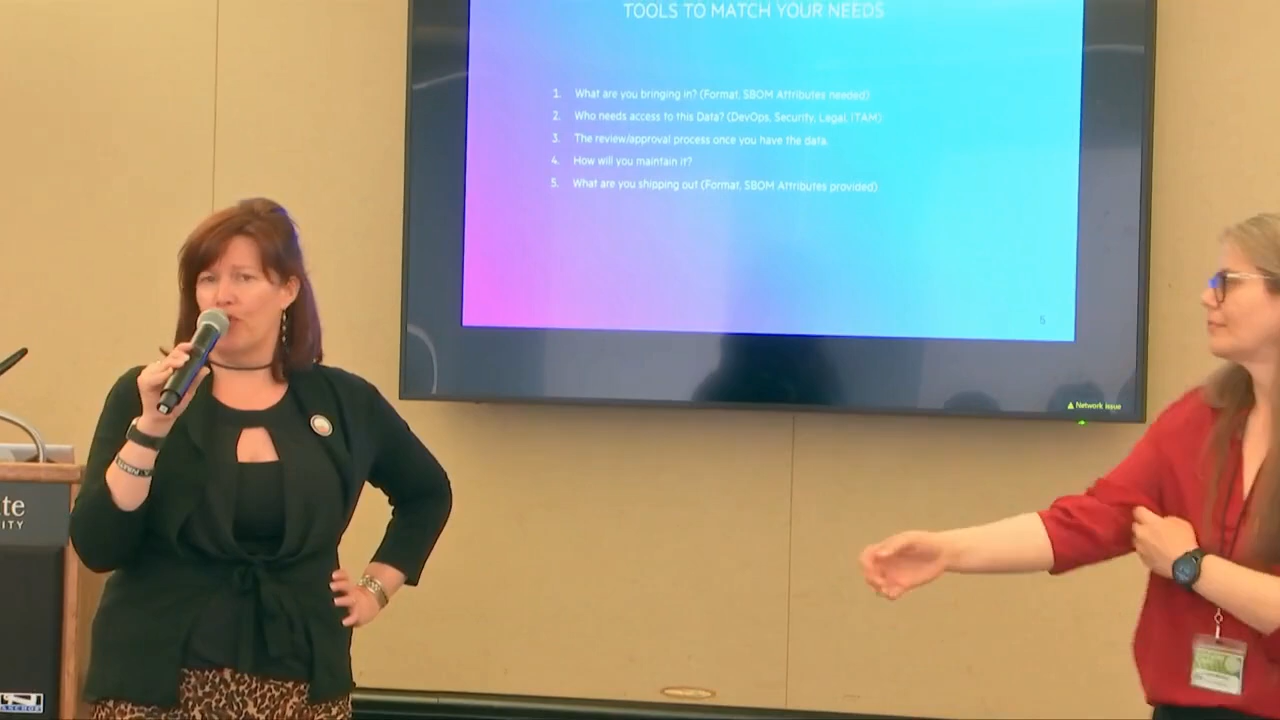 TOOLS TO MATCH YOUR NEEDS
1. What are you bringing in? (Format, SBOM Attributes needed)
2. Who needs access to this Data? (DevOps, Security, Legal, ITAM)
3. The review/approval process once you have the data.
4. How will you maintain it?
5. What are you shipping out (Format, SBOM Attributes provided)
5
Network issue
te
ITY